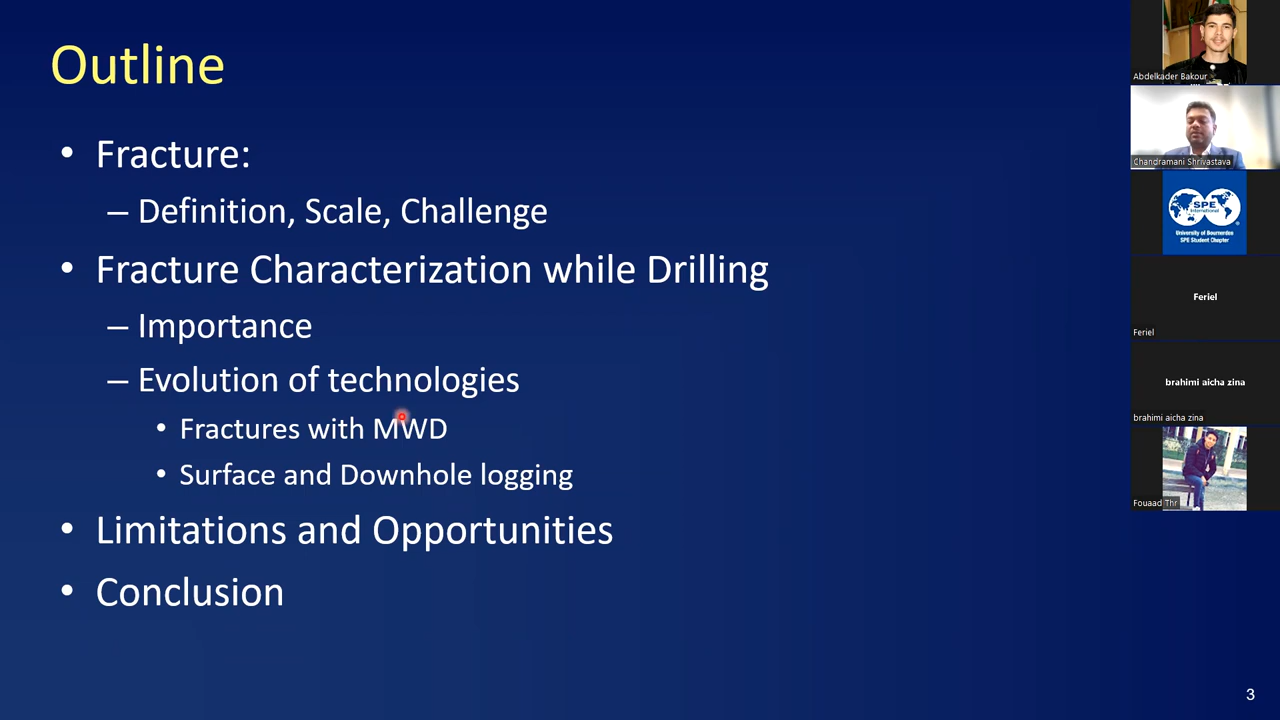 Outline
• Fracture:
– Definition, Scale, Challenge
• Fracture Characterization while Drilling
– Importance
– Evolution of technologies
• Fractures with MWD
• Surface and Downhole logging
• Limitations and Opportunities
• Conclusion
3
Abdelkader Bakour
Chandramani Shrivastava
SPE
International
University of Boumerdes
SPE Student Chapter
Feriel
Feriel
brahimi aicha zina
brahimi aicha zina
Fouaad Thr